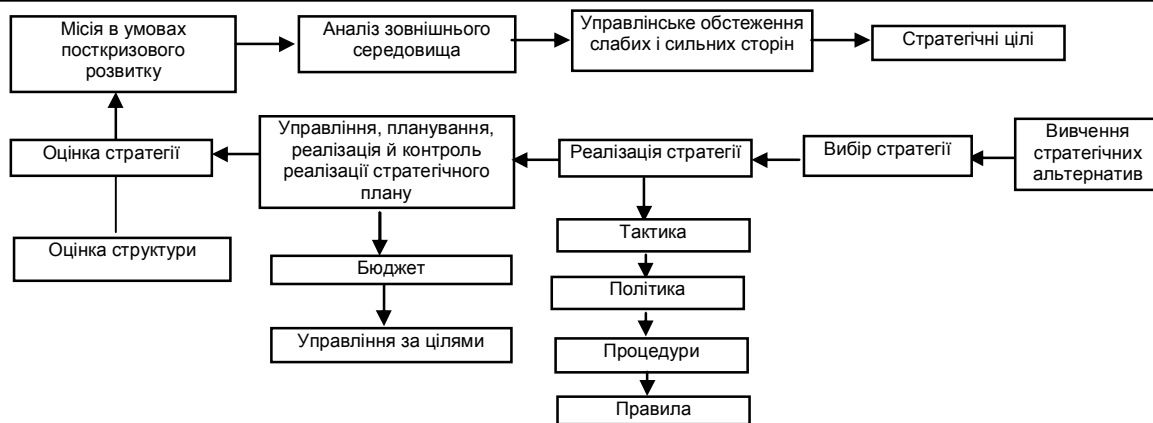 Місія в умовах
посткризового
розвитку
Аналіз зовнішнього
середовища
Управлінське обстеження
слабих і сильних сторін
Стратегічні цілі
Оцінка стратегії
Управління, планування,
реалізація й контроль
реалізації стратегічного
плану
Реалізація стратегії
Вибір стратегії
Вивчення
стратегічних
альтернатив
Оцінка структури
Бюджет
Управління за цілями
Тактика
Політика
Процедури
Правила